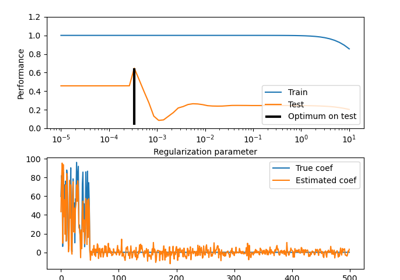 1.2
1.0
0.8
0.6
0.4
0.2
0.0
Performance
Train
Test
Optimum on test
10⁻⁵ 10⁻⁴ 10⁻³ 10⁻² 10⁻¹ 10⁰ 10¹
Regularization parameter
100
80
60
40
20
0
True coef
Estimated coef
0 100 200 300 400 500